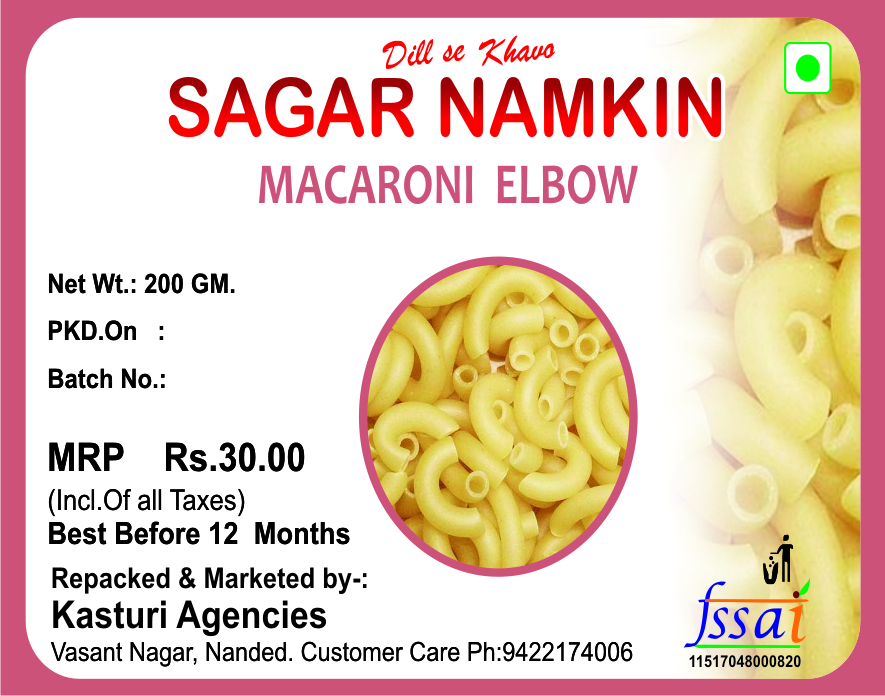 Dill se Khavo
SAGAR NAMKIN
MACARONI ELBOW
Net Wt.: 200 GM.
PKD.On :
Batch No.:
MRP Rs.30.00
(Incl.Of all Taxes)
Best Before 12 Months
Repacked & Marketed by-:
Kasturi Agencies
Vasant Nagar, Nanded. Customer Care Ph:9422174006
fssai
11517048000820